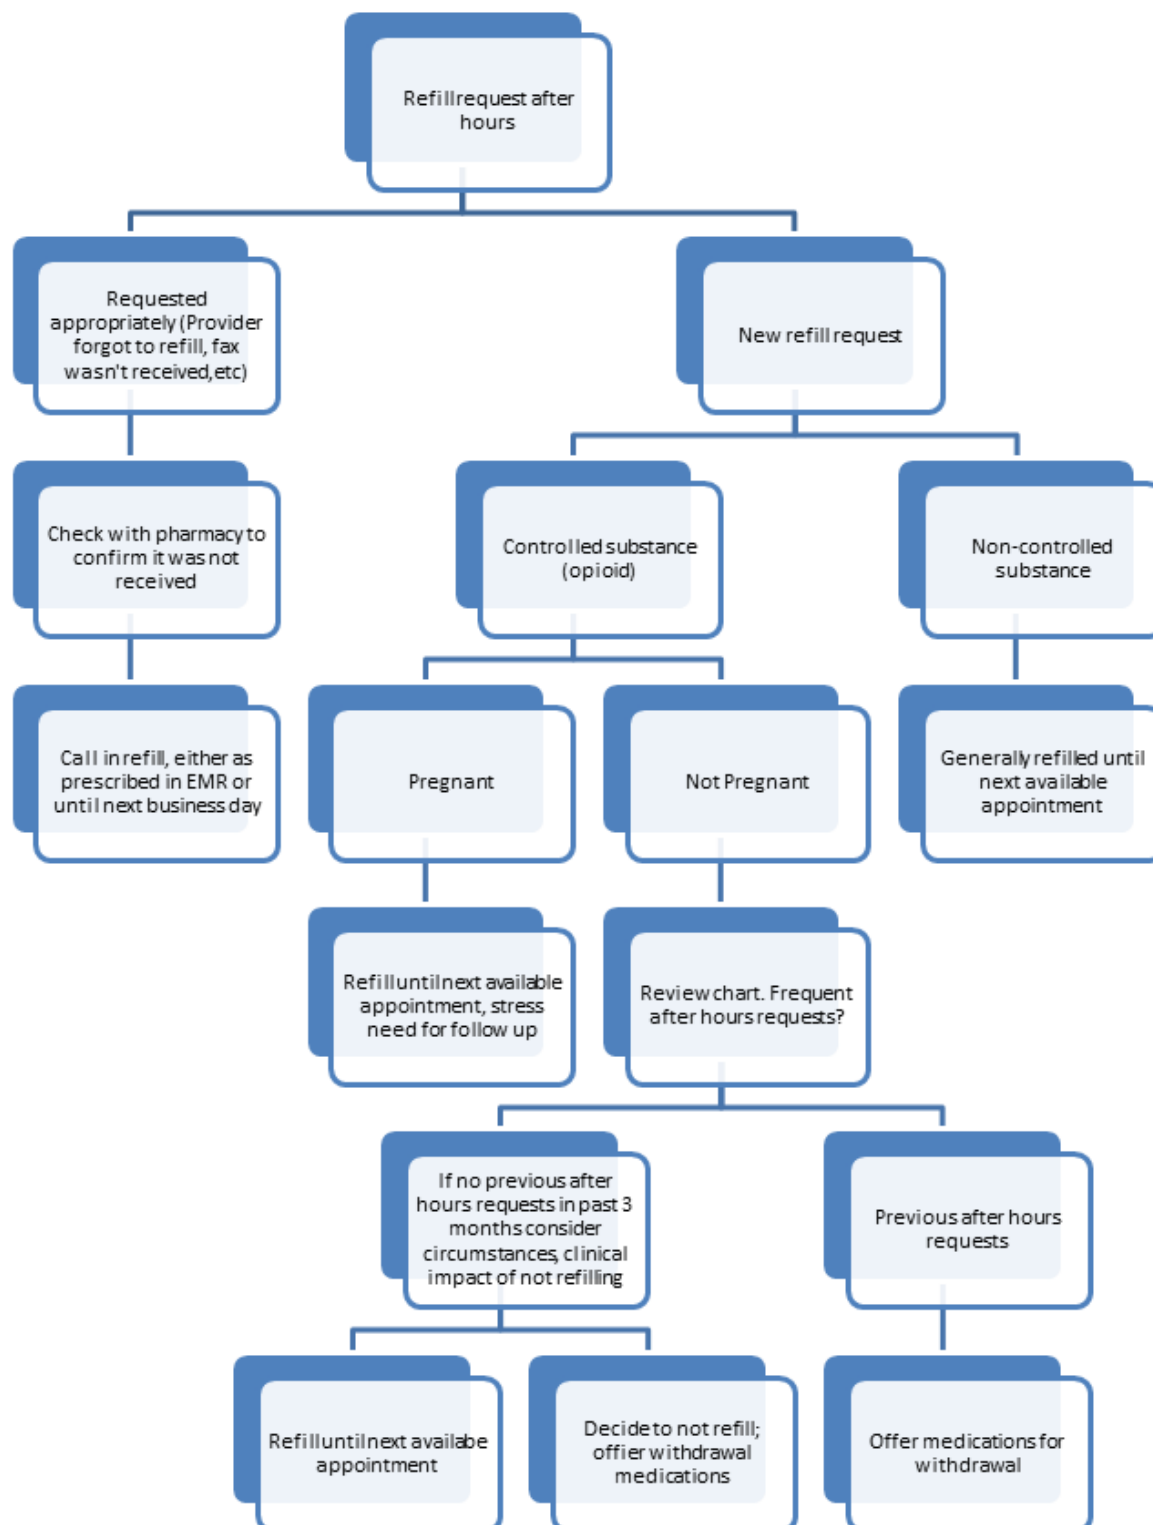 Refill request after
hours
Requested
appropriately (Provider
forgot to refill, fax
wasn't received,etc)
New refill request
Check with pharmacy to
confirm it was not
received
Controlled substance
(opioid)
Non-controlled
substance
Call in refill, either as
prescribed in EMR or
until next business day
Pregnant
Not Pregnant
Generally refilled until
next available
appointment
Refill until next available
appointment, stress
need for follow up
Review chart. Frequent
after hours requests?
If no previous after
hours requests in past 3
months consider
circumstances, clinical
impact of not refilling
Previous after hours
requests
Refill until next availabe
appointment
Decide to not refill;
offier withdrawal
medications
Offer medications for
withdrawal